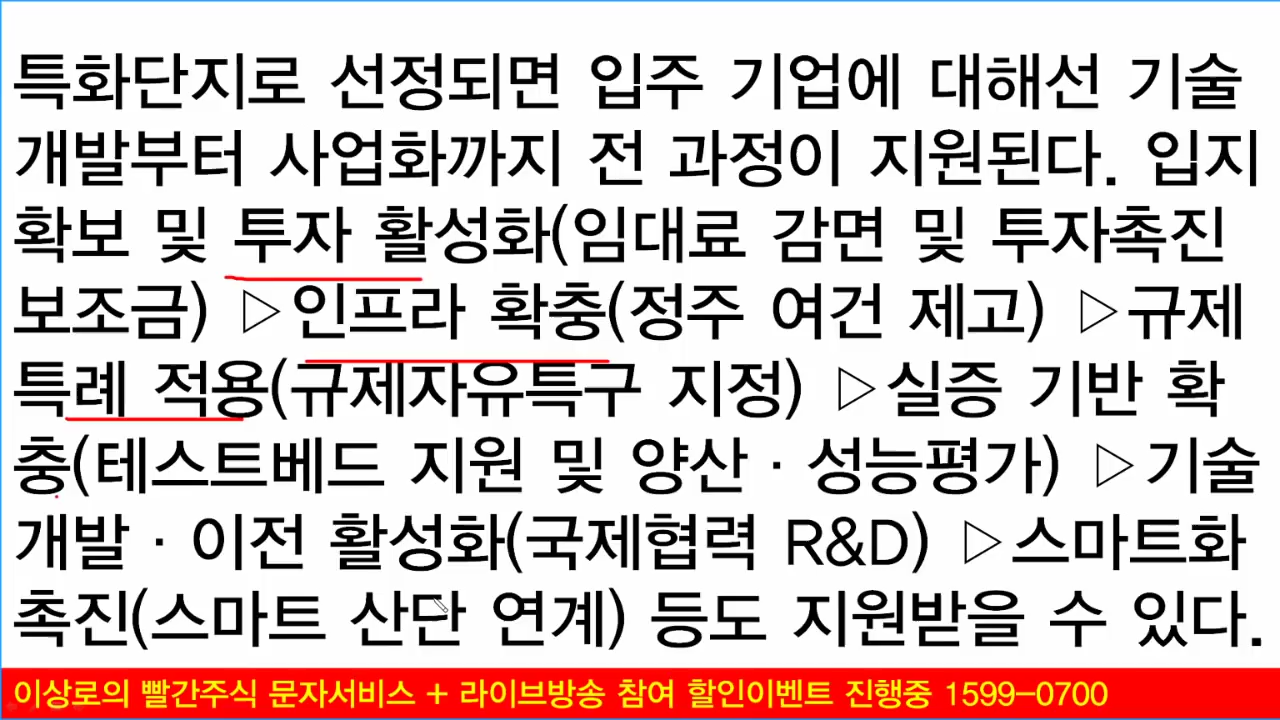 특화단지로 선정되면 입주 기업에 대해선 기술
개발부터 사업화까지 전 과정이 지원된다. 입지
확보 및 투자 활성화(임대료 감면 및 투자촉진
보조금) ▷인프라 확충(정주 여건 제고) ▷규제
특례 적용(규제자유특구 지정) ▷실증 기반 확
충(테스트베드 지원 및 양산·성능평가) ▷기술
개발·이전 활성화(국제협력 R&D) ▷스마트화
촉진(스마트 산단 연계) 등도 지원받을 수 있다.
이상로의 빨간주식 문자서비스 + 라이브방송 참여 할인이벤트 진행중 1599-0700